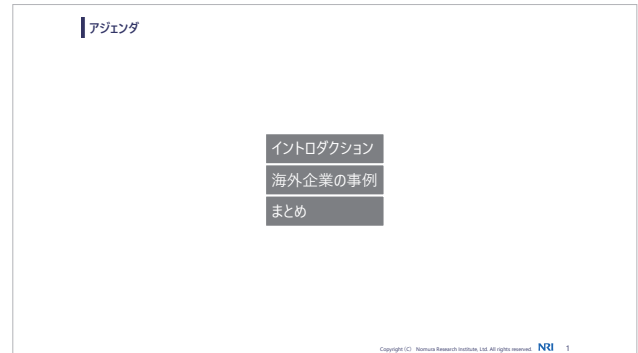 アジェンダ
イントロダクション
海外企業の事例
まとめ
Copyright (C) Nomura Research Institute, Ltd. All rights reserved. NRI 1